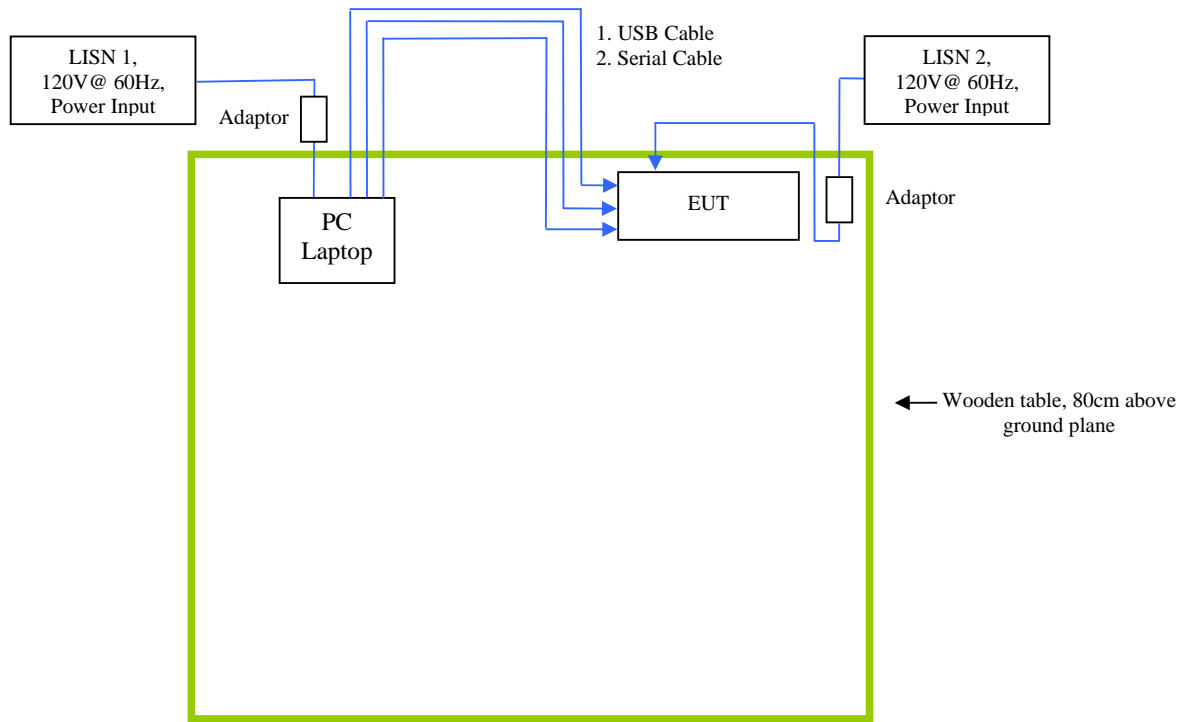 LISN 1,
120V@ 60Hz,
Power Input
Adaptor
1. USB Cable
2. Serial Cable
LISN 2,
120V@ 60Hz,
Power Input
Adaptor
PC
Laptop
EUT
Wooden table, 80cm above
ground plane